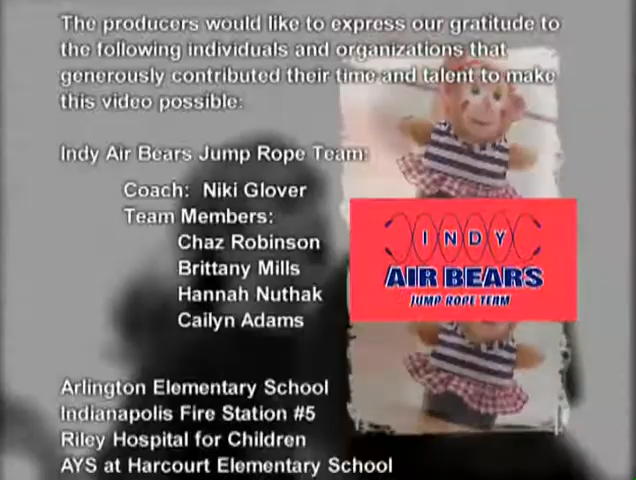 The producers would like to express our gratitude to
the following individuals and organizations that
generously contributed their time and talent to make
this video possible:
Indy Air Bears Jump Rope Team:
Coach: Niki Glover
Team Members:
Chaz Robinson
Brittany Mills
Hannah Nuthak
Cailyn Adams
INDY
AIR BEARS
JUMP ROPE TEAM
Arlington Elementary School
Indianapolis Fire Station #5
Riley Hospital for Children
AYS at Harcourt Elementary School